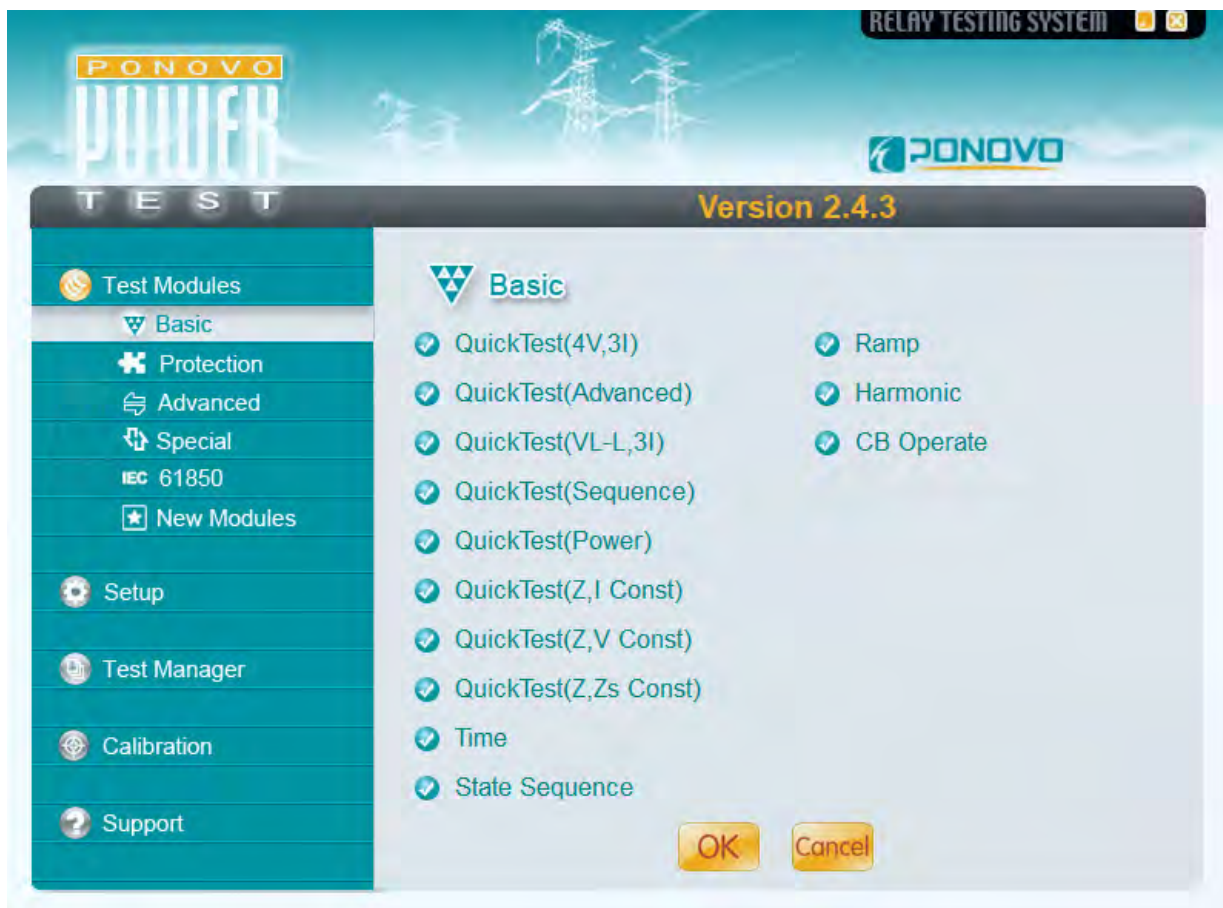 RELAY TESTING SYSTEM
PONOVO
POWER
TEST
PONOVO
Version 2.4.3
Test Modules
Basic
Protection
Advanced
Special
IEC 61850
New Modules
Setup
Test Manager
Calibration
Support
Basic
QuickTest(4V,3I)
QuickTest(Advanced)
QuickTest(VL-L,3I)
QuickTest(Sequence)
QuickTest(Power)
QuickTest(Z,I Const)
QuickTest(Z,V Const)
QuickTest(Z,Zs Const)
Time
State Sequence
Ramp
Harmonic
CB Operate
OK
Cancel